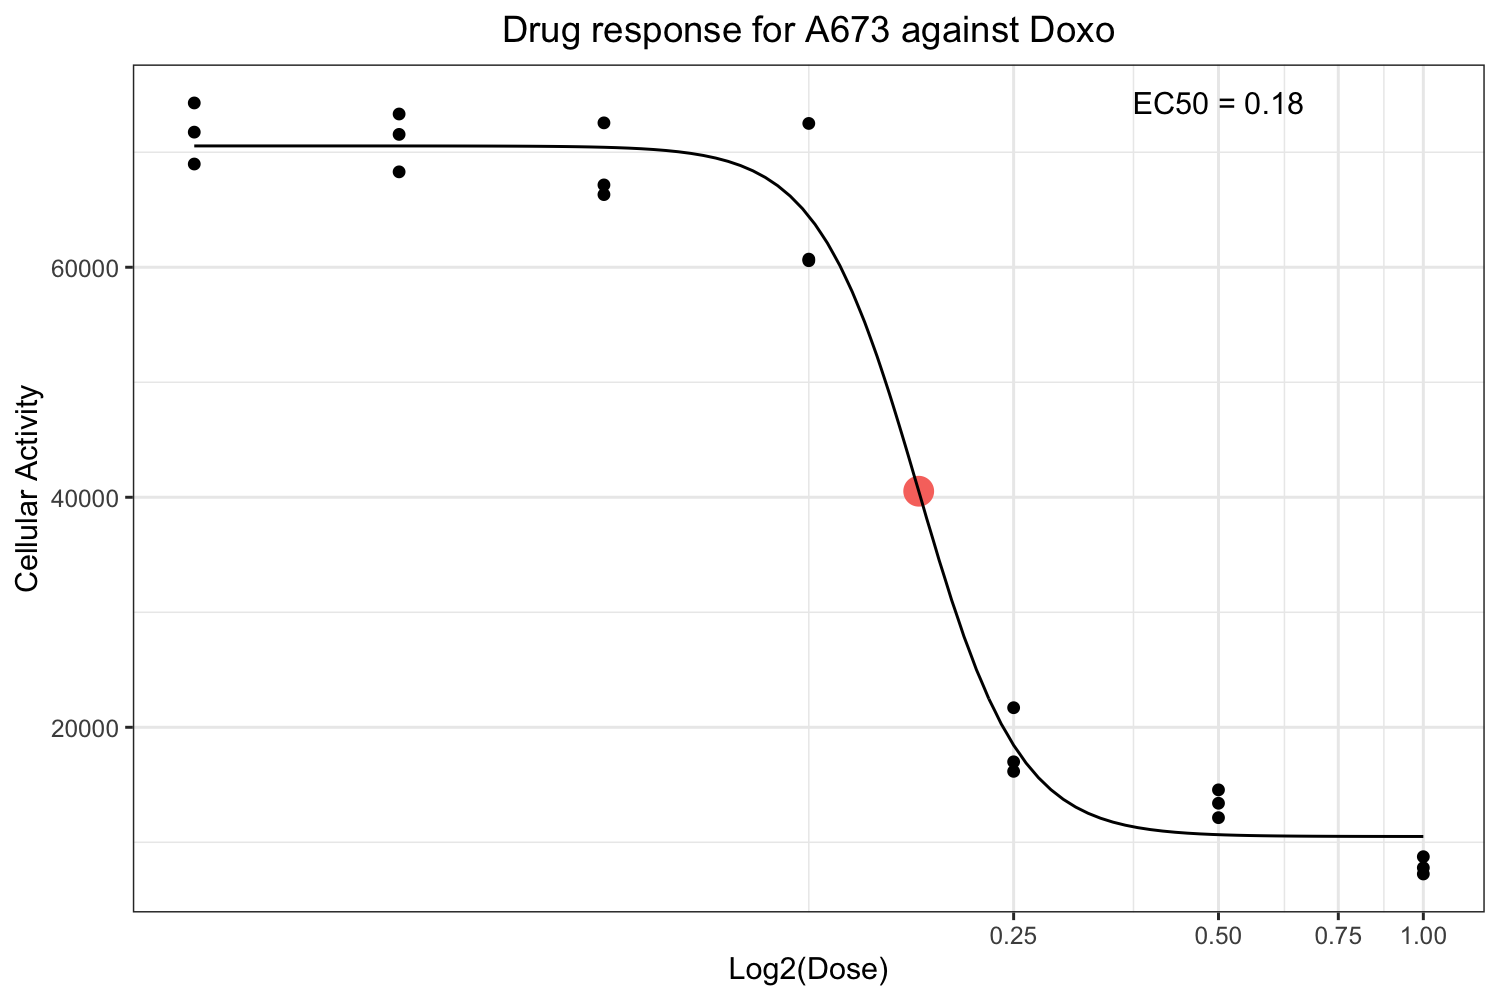 Drug response for A673 against Doxo
EC50 = 0.18
60000
40000
20000
Cellular Activity
0.25 0.50 0.75 1.00
Log2(Dose)